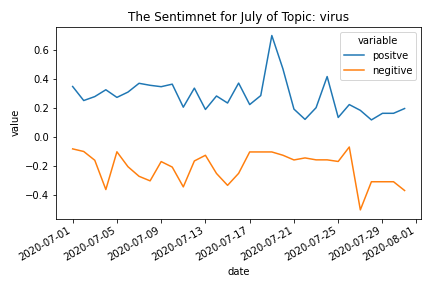 The Sentimnet for July of Topic: virus
variable
positve
negitive
value
0.6
0.4
0.2
0.0
−0.2
−0.4
2020-07-01
2020-07-05
2020-07-09
2020-07-13
2020-07-17
2020-07-21
2020-07-25
2020-07-29
2020-08-01
date